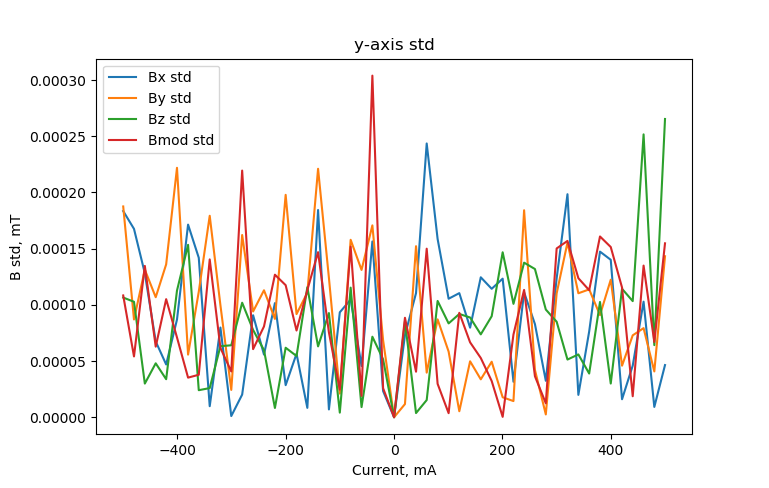 y-axis std
Bx std
By std
Bz std
Bmod std
B std, mT
0.00030
0.00025
0.00020
0.00015
0.00010
0.00005
0.00000
−400
−200
0
200
400
Current, mA